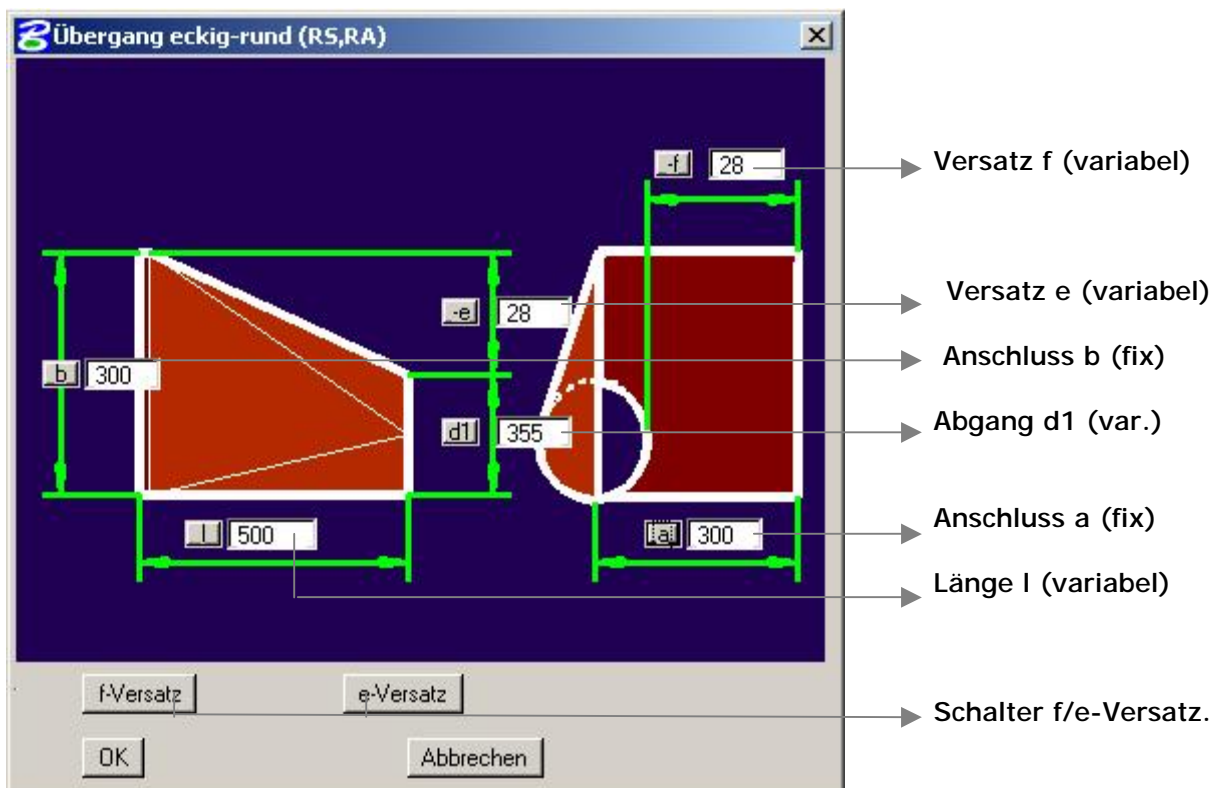 Übergang eckig-rund (RS,RA)
-f 28
Versatz f (variabel)
-e 28
Versatz e (variabel)
b 300
Anschluss b (fix)
d1 355
Abgang d1 (var.)
l 500
a 300
Anschluss a (fix)
Länge l (variabel)
f-Versatz e-Versatz
Schalter f/e-Versatz.
OK Abbrechen